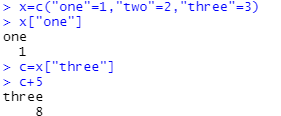 > x=c("one"=1,"two"=2,"three"=3)
> x["one"]
one
  1
> c=x["three"]
> c+5
three
    8